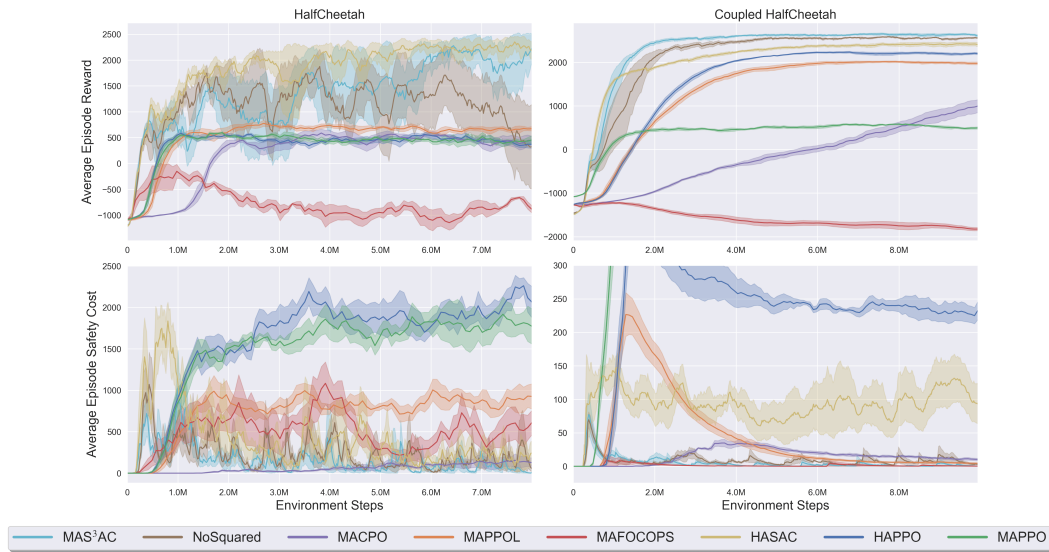 HalfCheetah
Coupled HalfCheetah
Average Episode Reward
2500
2000
1500
1000
500
0
−500
−1000
0 1.0M 2.0M 3.0M 4.0M 5.0M 6.0M 7.0M
2000
1000
0
−1000
−2000
0 2.0M 4.0M 6.0M 8.0M
Average Episode Safety Cost
2500
2000
1500
1000
500
0
0 1.0M 2.0M 3.0M 4.0M 5.0M 6.0M 7.0M
Environment Steps
300
250
200
150
100
50
0
0 2.0M 4.0M 6.0M 8.0M
Environment Steps
MAS³AC NoSquared MACPO MAPPOL MAFOCOPS HASAC HAPPO MAPPO